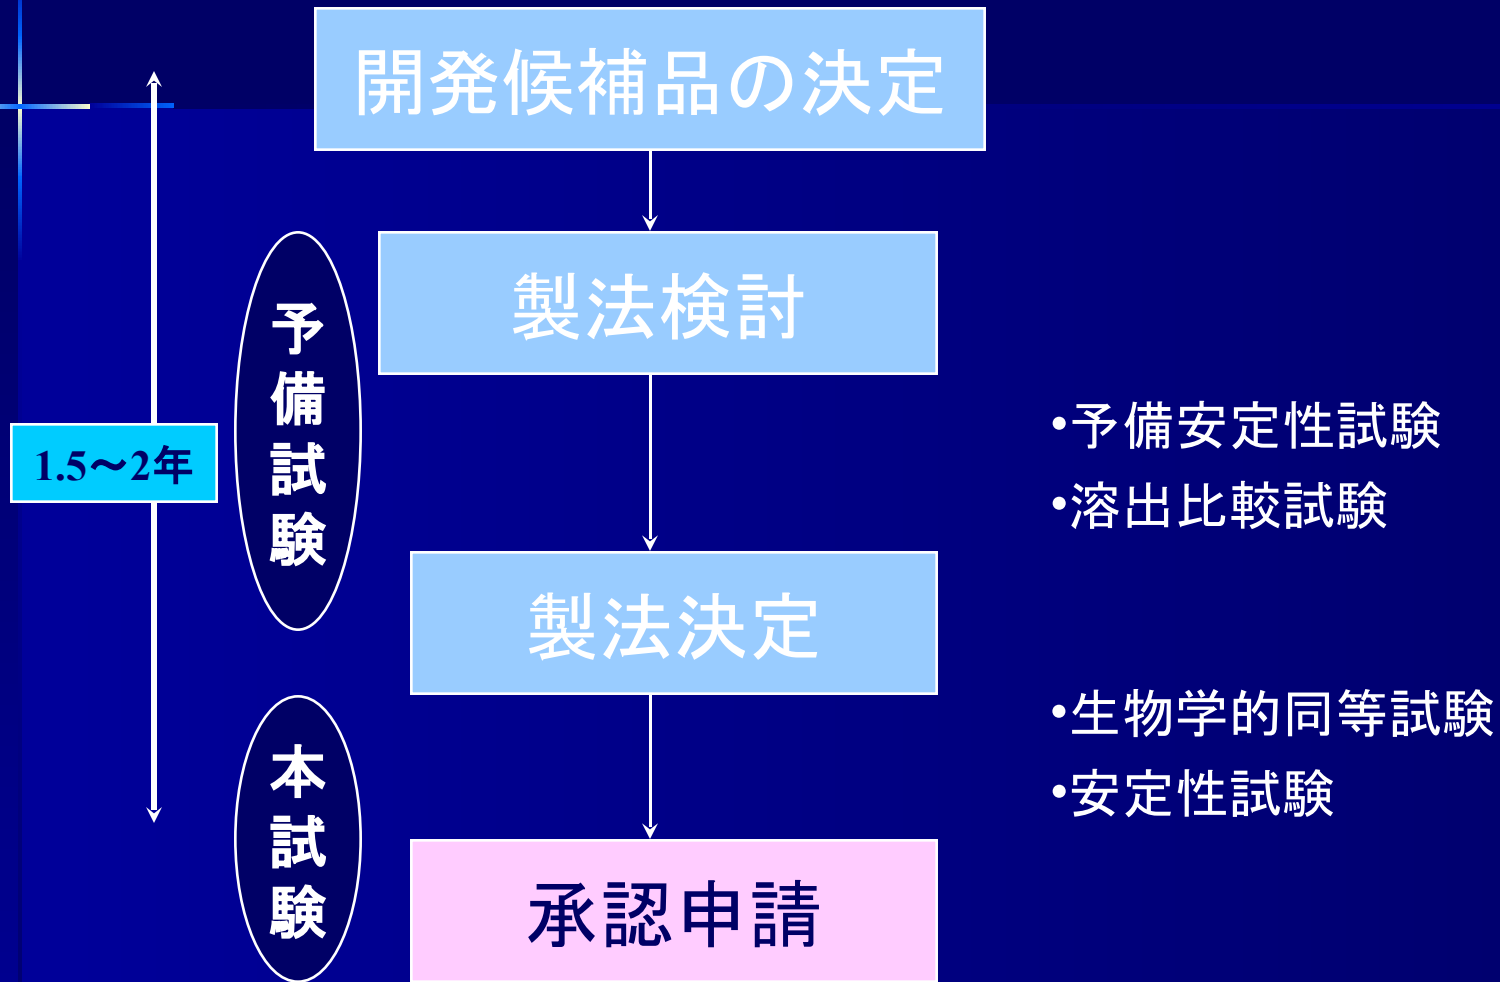 開発候補品の決定
製法検討
予備試験
•予備安定性試験
1.5～2年
•溶出比較試験
製法決定
•生物学的同等試験
本試験
•安定性試験
承認申請